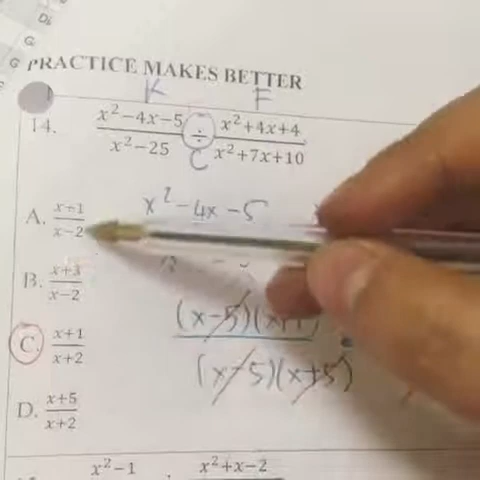 PRACTICE MAKES BETTER
K F
14. x²−4x−5 / x²−25 ÷ x²+4x+4 / x²+7x+10
C
A. x+1 / x−2
x² − 4x − 5
B. x+3 / x−2
(x−5)(x+1)
C. x+1 / x+2
(x−5)(x+5)
D. x+5 / x+2
x²−1 x²+x−2